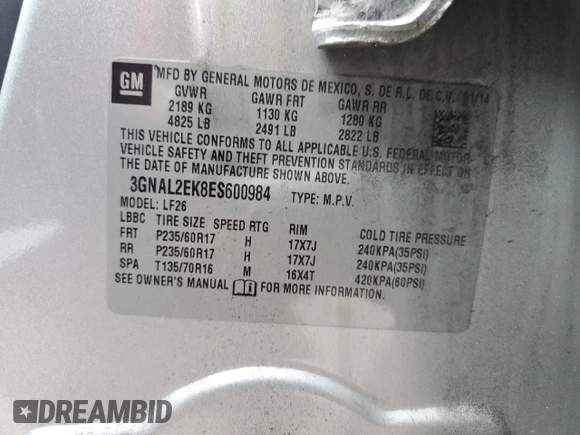 GM
MFD BY GENERAL MOTORS DE MEXICO, S. DE R.L. DE C.V. 01/14
GVWR GAWR FRT GAWR RR
2189 KG 1130 KG 1280 KG
4825 LB 2491 LB 2822 LB
THIS VEHICLE CONFORMS TO ALL APPLICABLE U.S. FEDERAL MOTOR
VEHICLE SAFETY AND THEFT PREVENTION STANDARDS IN EFFECT ON
THE DATE OF MANUFACTURE SHOWN ABOVE.
3GNAL2EK8ES600984 TYPE: M.P.V.
MODEL: LF26
LBBC TIRE SIZE SPEED RTG RIM COLD TIRE PRESSURE
FRT P235/60R17 H 17X7J 240KPA(35PSI)
RR P235/60R17 H 17X7J 240KPA(35PSI)
SPA T135/70R16 M 16X4T 420KPA(60PSI)
SEE OWNER'S MANUAL FOR MORE INFORMATION.
DREAMBID